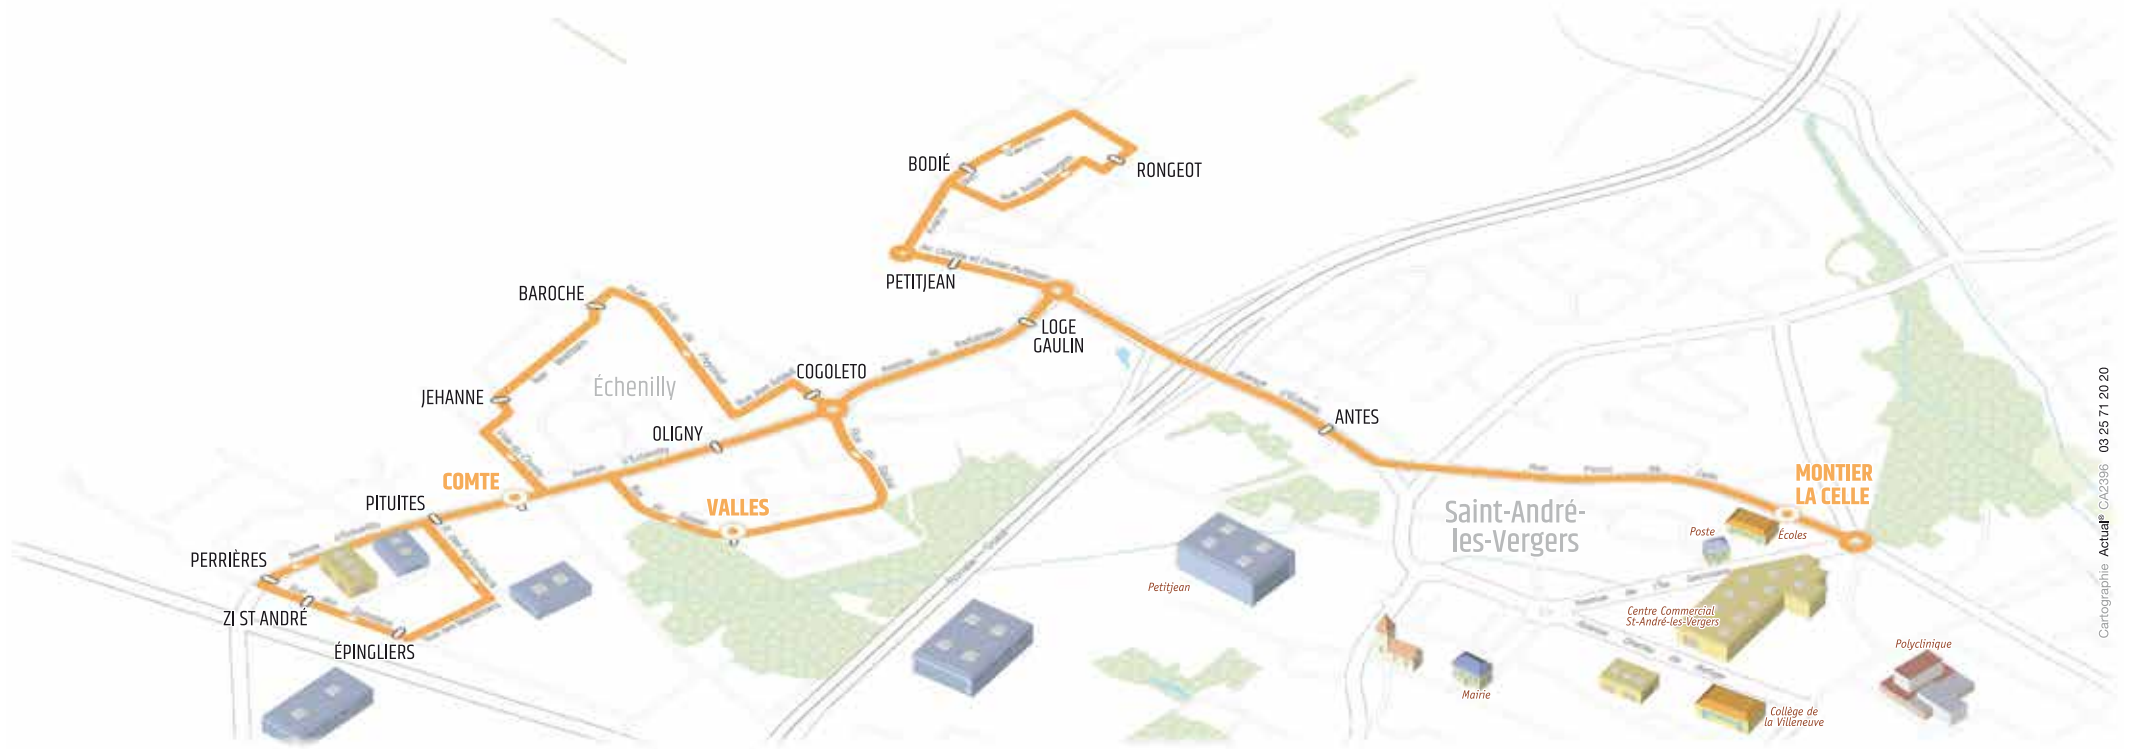 BODIÉ
RONGEOT
PETITJEAN
BAROCHE
LOGE
GAULIN
COGOLETO
JEHANNE
Échenilly
ANTES
OLIGNY
COMTE
MONTIER
LA CELLE
PITUITES
VALLES
Saint-André-
les-Vergers
Poste
Écoles
PERRIÈRES
Petitjean
ZI ST ANDRÉ
Centre Commercial
St-André-les-Vergers
ÉPINGLIERS
Polyclinique
Mairie
Collège de
la Villeneuve
Cartographie Actual® CA2396 03 25 71 20 20